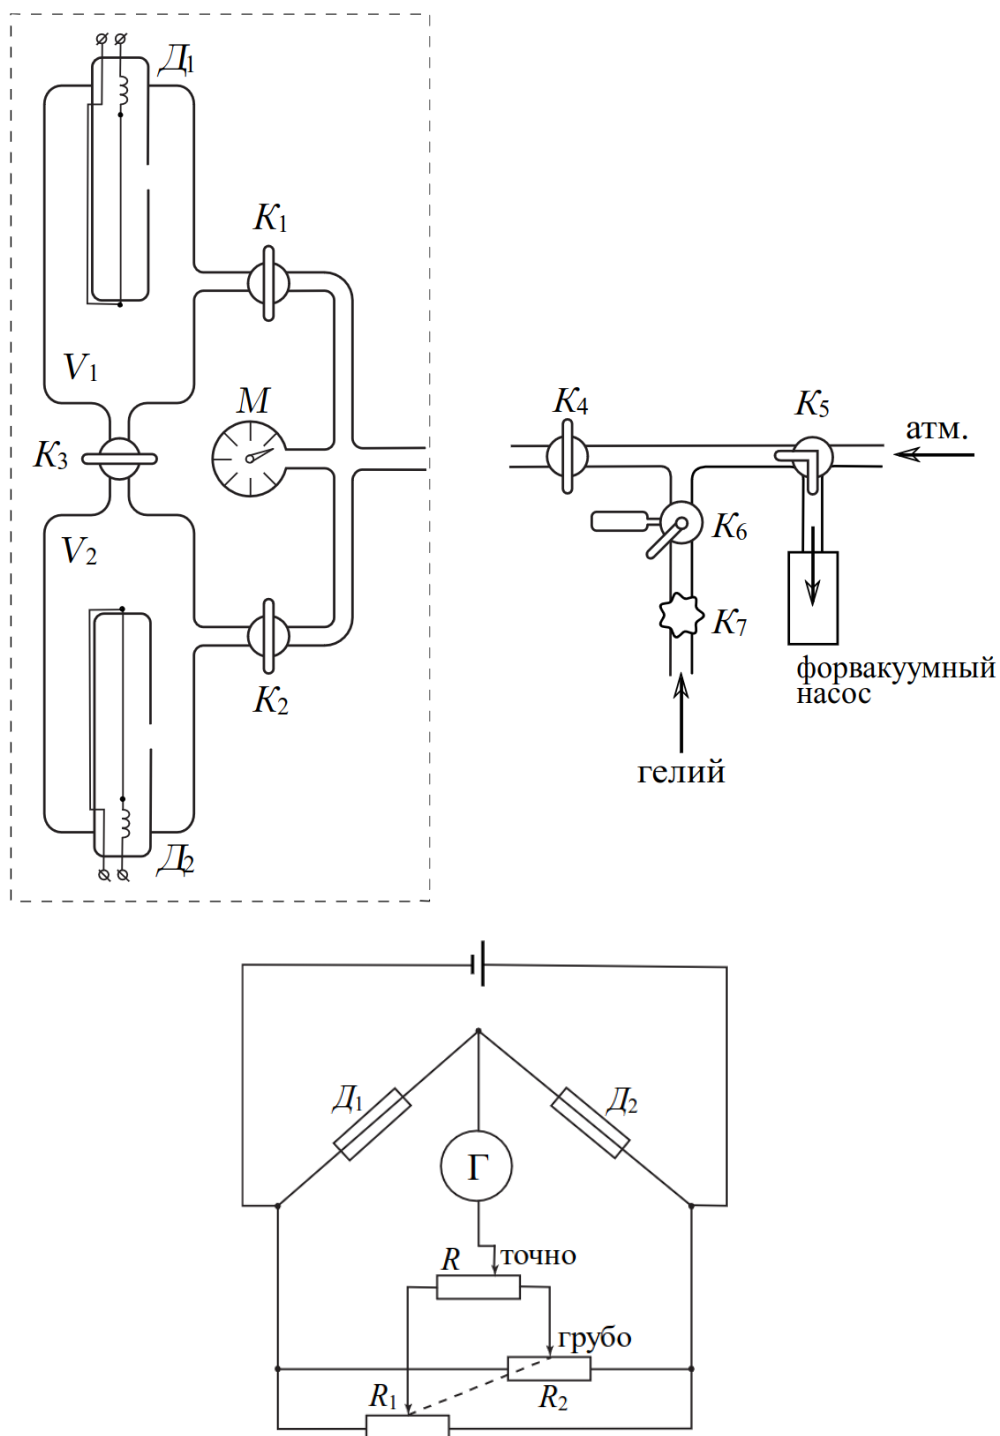 Д1
К1
V1
М
К3
К4
К5
атм.
V2
К6
К7
К2
форвакуумный
насос
гелий
Д2
Д1
Д2
Г
R
точно
грубо
R1
R2